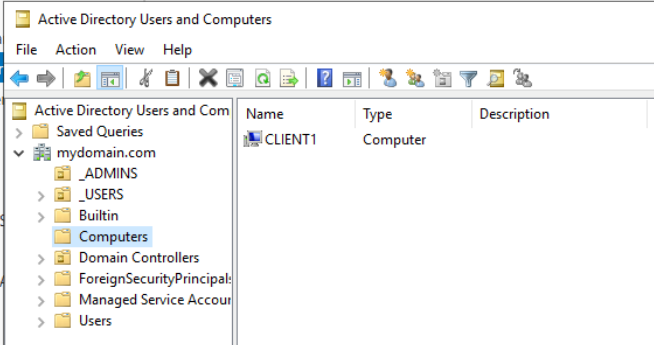 Active Directory Users and Computers
File Action View Help
Active Directory Users and Com
Name Type Description
Saved Queries
CLIENT1 Computer
mydomain.com
_ADMINS
_USERS
Builtin
Computers
Domain Controllers
ForeignSecurityPrincipals
Managed Service Accour
Users